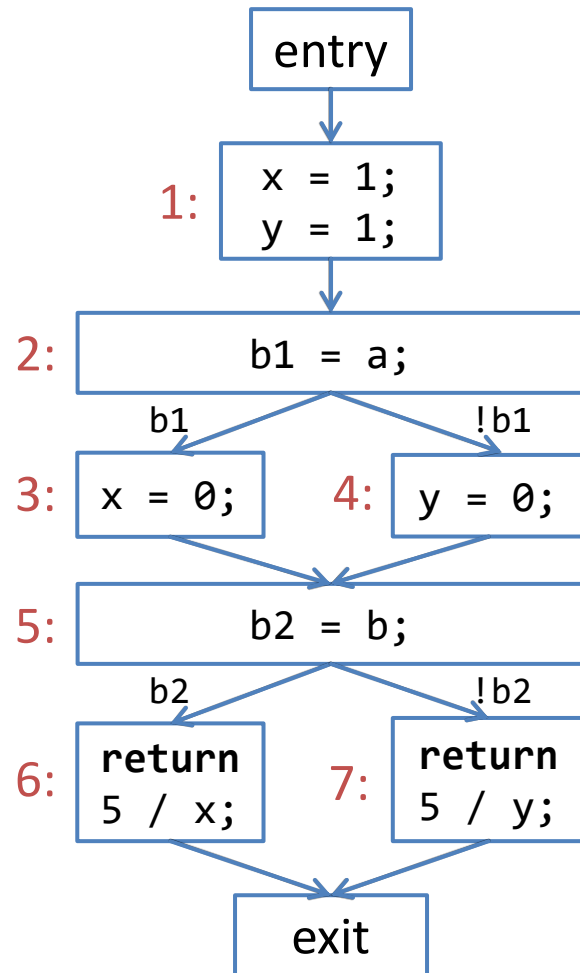 entry
1:
x = 1;
y = 1;
2:
b1 = a;
b1
!b1
3:
x = 0;
4:
y = 0;
5:
b2 = b;
b2
!b2
6:
return
5 / x;
7:
return
5 / y;
exit